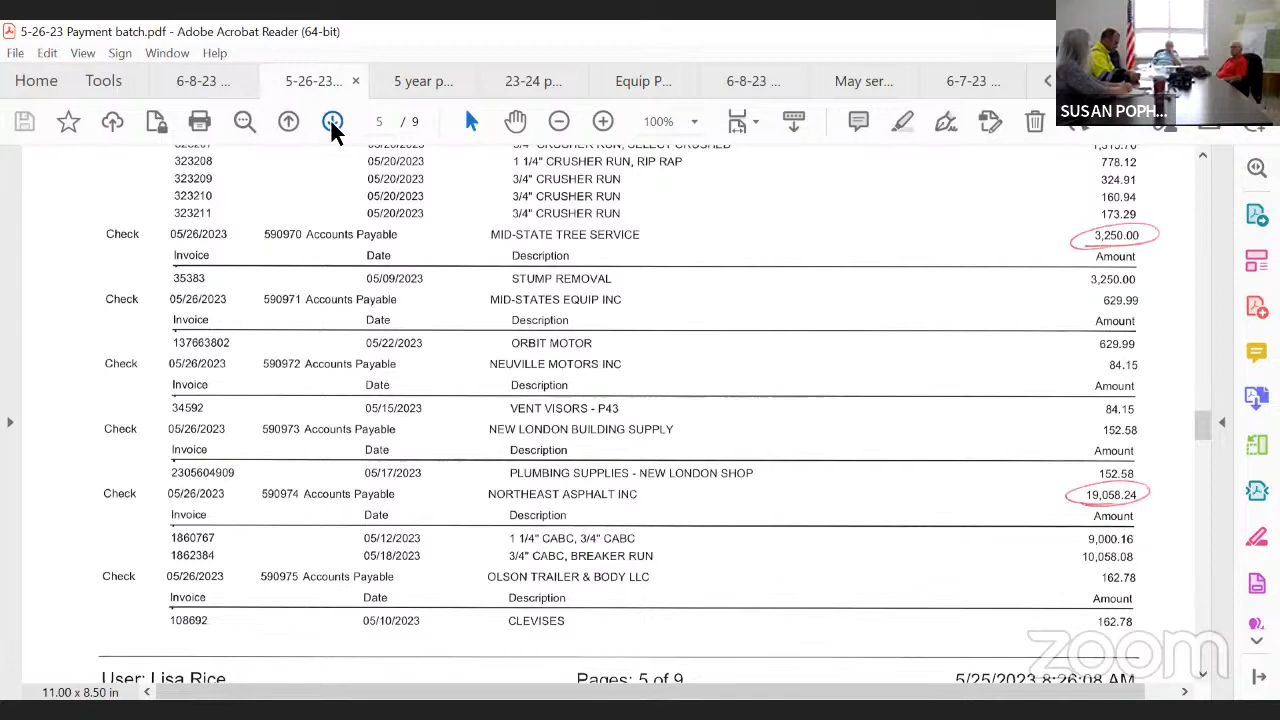 5-26-23 Payment batch.pdf - Adobe Acrobat Reader (64-bit)
File Edit View Sign Window Help
Home Tools 6-8-23 ... 5-26-23... × 5 year p... 23-24 p... Equip P... 6-8-23 ... May ser... 6-7-23 ...
SUSAN POPH...
5 / 9 100%
3/4" CRUSHER RUN, SELECT CRUSHED
323208 05/20/2023 1 1/4" CRUSHER RUN, RIP RAP 778.12
323209 05/20/2023 3/4" CRUSHER RUN 324.91
323210 05/20/2023 3/4" CRUSHER RUN 160.94
323211 05/20/2023 3/4" CRUSHER RUN 173.29
Check 05/26/2023 590970 Accounts Payable MID-STATE TREE SERVICE 3,250.00
Invoice Date Description Amount
35383 05/09/2023 STUMP REMOVAL 3,250.00
Check 05/26/2023 590971 Accounts Payable MID-STATES EQUIP INC 629.99
Invoice Date Description Amount
137663802 05/22/2023 ORBIT MOTOR 629.99
Check 05/26/2023 590972 Accounts Payable NEUVILLE MOTORS INC 84.15
Invoice Date Description Amount
34592 05/15/2023 VENT VISORS - P43 84.15
Check 05/26/2023 590973 Accounts Payable NEW LONDON BUILDING SUPPLY 152.58
Invoice Date Description Amount
2305604909 05/17/2023 PLUMBING SUPPLIES - NEW LONDON SHOP 152.58
Check 05/26/2023 590974 Accounts Payable NORTHEAST ASPHALT INC 19,058.24
Invoice Date Description Amount
1860767 05/12/2023 1 1/4" CABC, 3/4" CABC 9,000.16
1862384 05/18/2023 3/4" CABC, BREAKER RUN 10,058.08
Check 05/26/2023 590975 Accounts Payable OLSON TRAILER & BODY LLC 162.78
Invoice Date Description Amount
108692 05/10/2023 CLEVISES 162.78
zoom
User: Lisa Rice Pages: 5 of 9 5/25/2023 8:26:08 AM
11.00 x 8.50 in